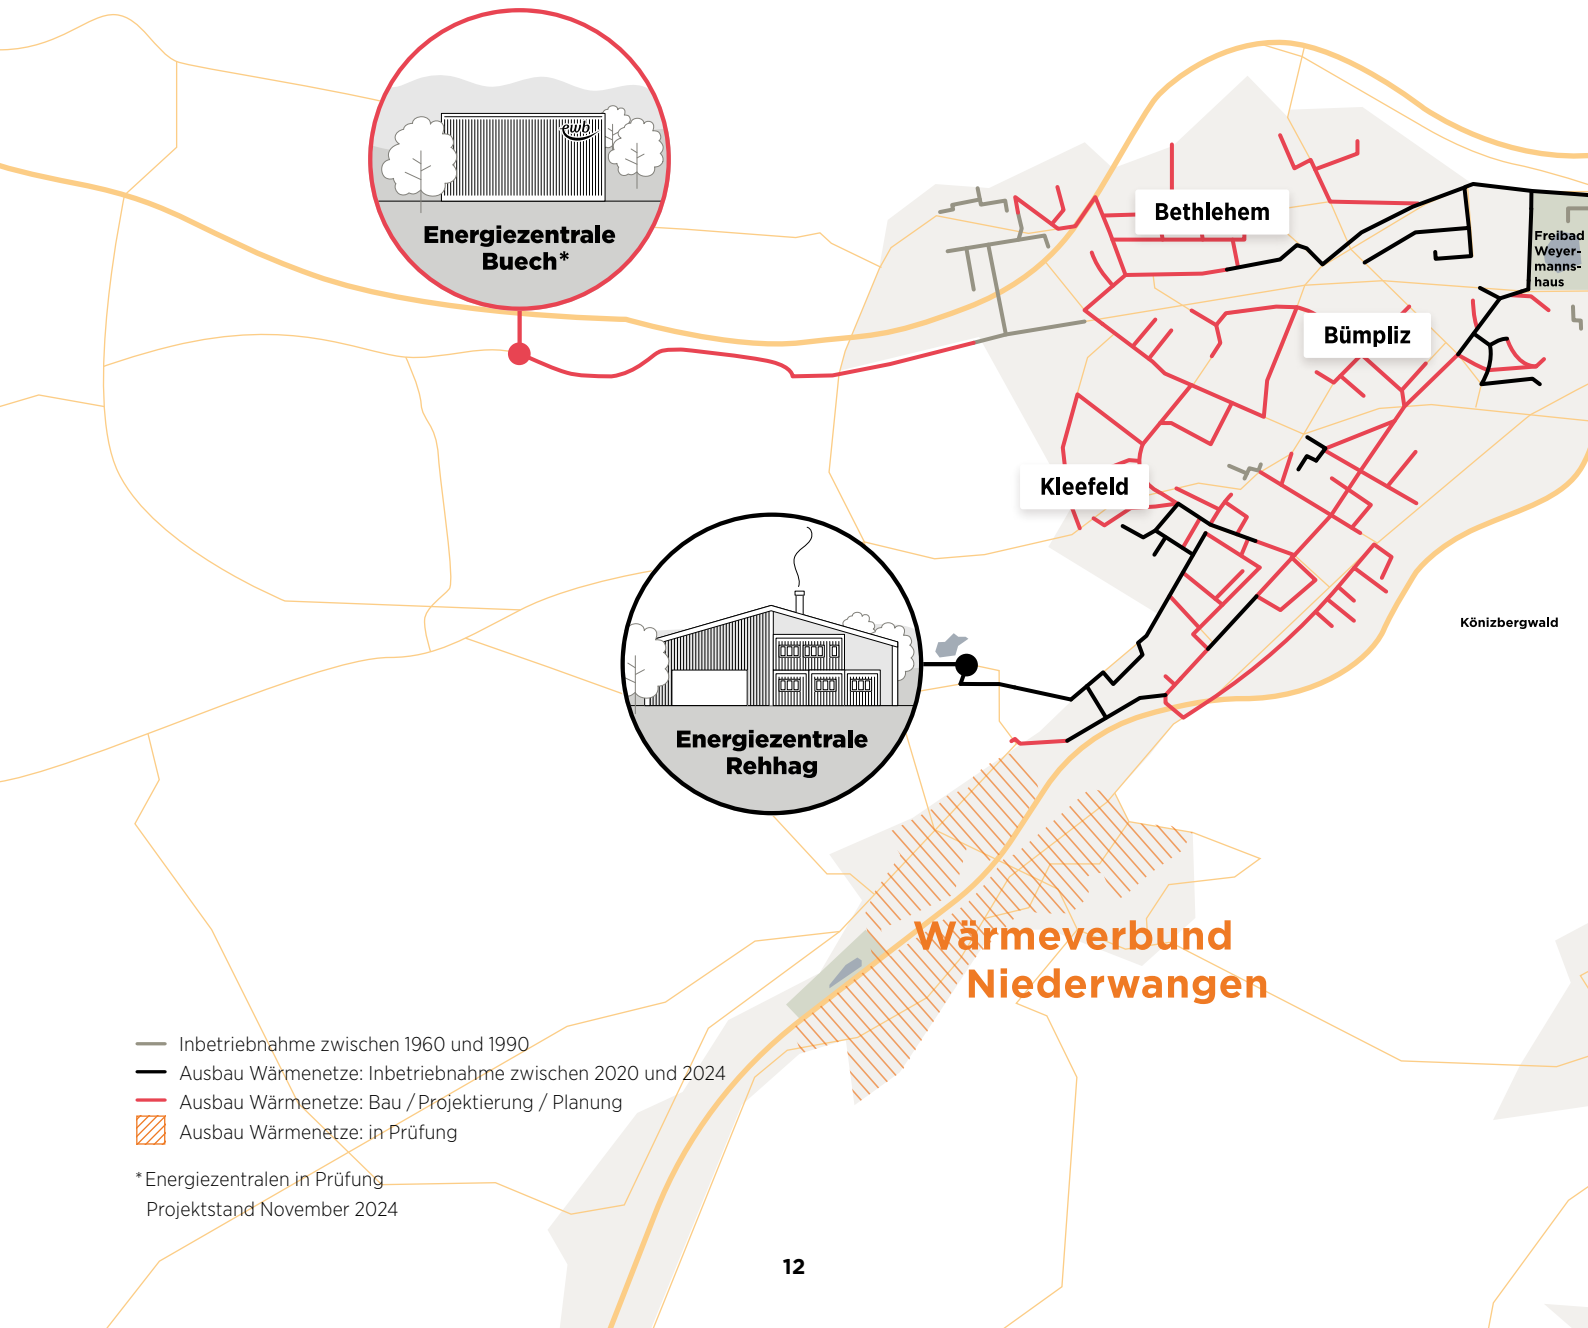 ewb
Energiezentrale
Buech*
Bethlehem
Freibad
Weyer-
manns-
haus
Bümpliz
Kleefeld
Königsbergwald
Energiezentrale
Rehhag
Wärmeverbund
Niederwangen
Inbetriebnahme zwischen 1960 und 1990
Ausbau Wärmenetze: Inbetriebnahme zwischen 2020 und 2024
Ausbau Wärmenetze: Bau / Projektierung / Planung
Ausbau Wärmenetze: in Prüfung
* Energiezentralen in Prüfung
Projektstand November 2024
12